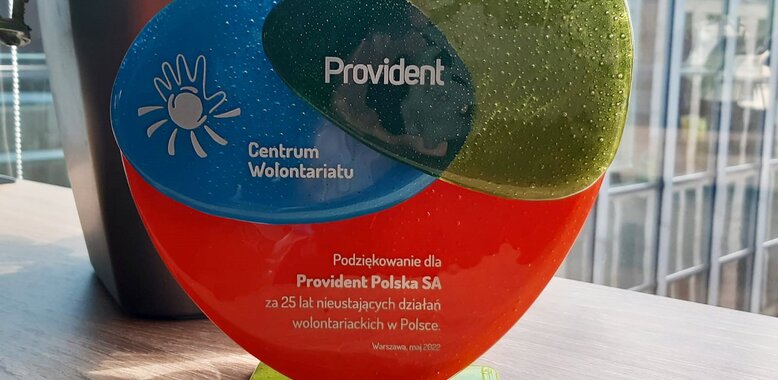 Provident
Centrum
Wolontariatu
Podziękowanie dla
Provident Polska SA
za 25 lat nieustających działań
wolontariackich w Polsce.
Warszawa, maj 2022